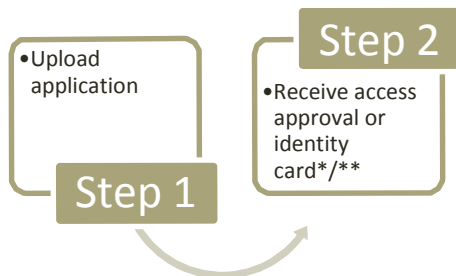 •Upload
application
Step 1
Step 2
•Receive access
approval or
identity
card*/**